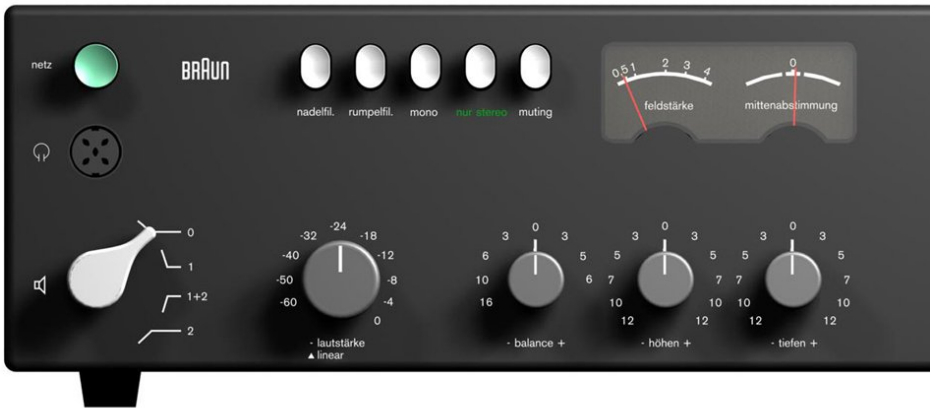 netz
BRAUN
nadelfil. rumpelfil. mono nur stereo muting
0,5 1 2 3 4
feldstärke
0
mittenabstimmung
0
1
1+2
2
-60 -50 -40 -32 -24 -18 -12 -8 -4 0
- lautstärke
▲ linear
16 10 6 3 0 3 5 6
- balance +
12 10 7 5 3 0 3 5 7 10 12
- höhen +
12 10 7 5 3 0 3 5 7 10 12
- tiefen +